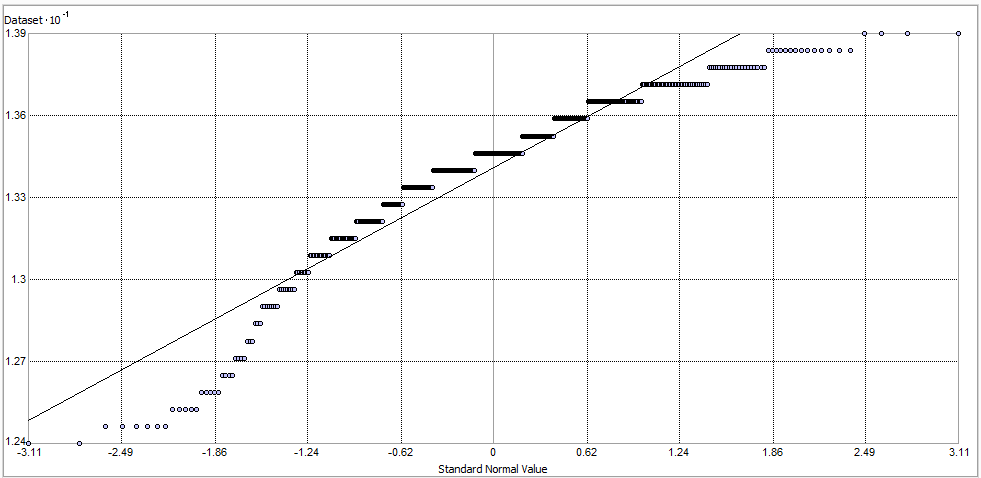 Dataset · 10⁻¹
1.39
1.36
1.33
1.3
1.27
1.24
-3.11 -2.49 -1.86 -1.24 -0.62 0 0.62 1.24 1.86 2.49 3.11
Standard Normal Value